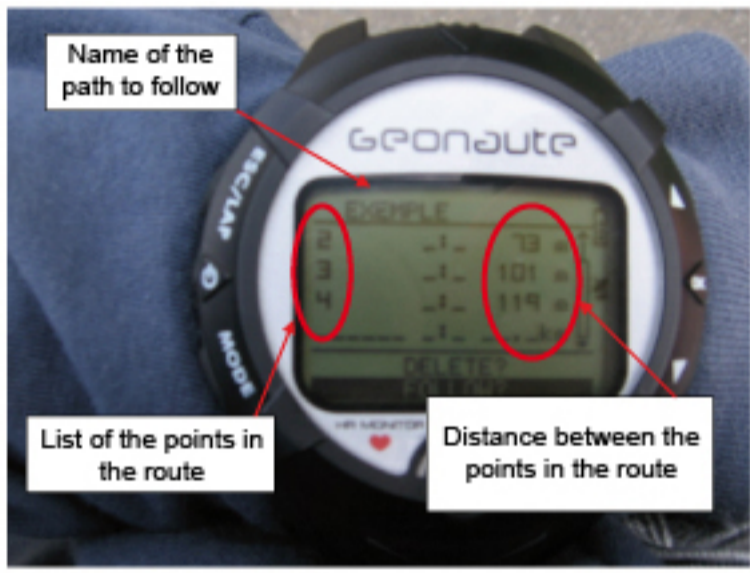 Name of the
path to follow
GEONAUTE
EXEMPLE
2 _:_ 73 m
3 _:_ 101 m
4 _:_ 119 m
DELETE?
FOLLOW?
ESC/LAP
MODE
HR MONITOR
List of the points in
the route
Distance between the
points in the route